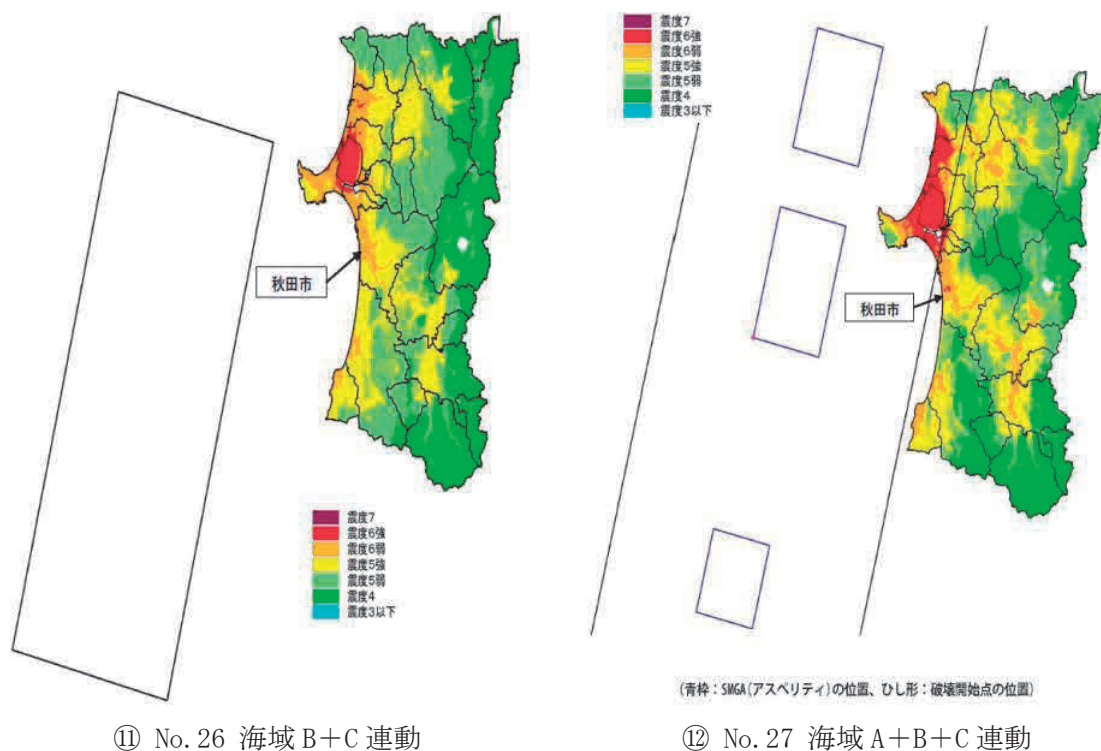 秋田市
震度7
震度6強
震度6弱
震度5強
震度5弱
震度4
震度3以下
⑪ No.26 海域 B＋C 連動
震度7
震度6強
震度6弱
震度5強
震度5弱
震度4
震度3以下
秋田市
(青枠：SMGA(アスペリティ)の位置、ひし形：破壊開始点の位置)
⑫ No.27 海域 A＋B＋C 連動